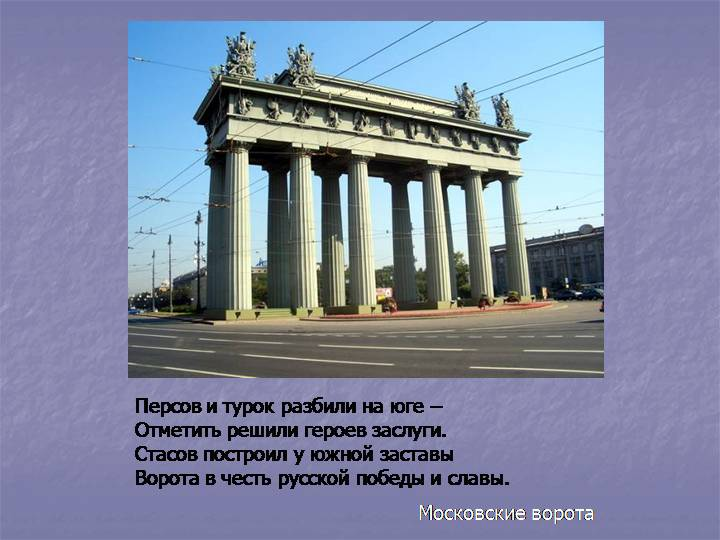 Персов и турок разбили на юге –
Отметить решили героев заслуги.
Стасов построил у южной заставы
Ворота в честь русской победы и славы.
Московские ворота